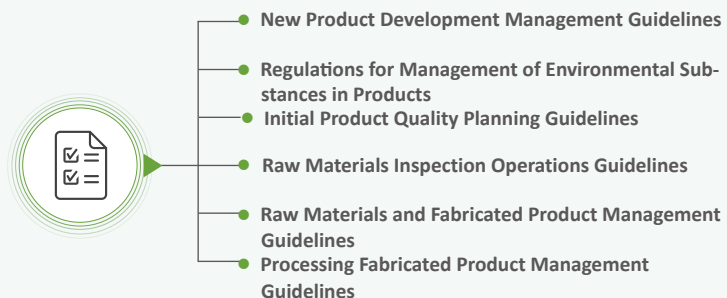 New Product Development Management Guidelines
Regulations for Management of Environmental Sub-
stances in Products
Initial Product Quality Planning Guidelines
Raw Materials Inspection Operations Guidelines
Raw Materials and Fabricated Product Management
Guidelines
Processing Fabricated Product Management
Guidelines